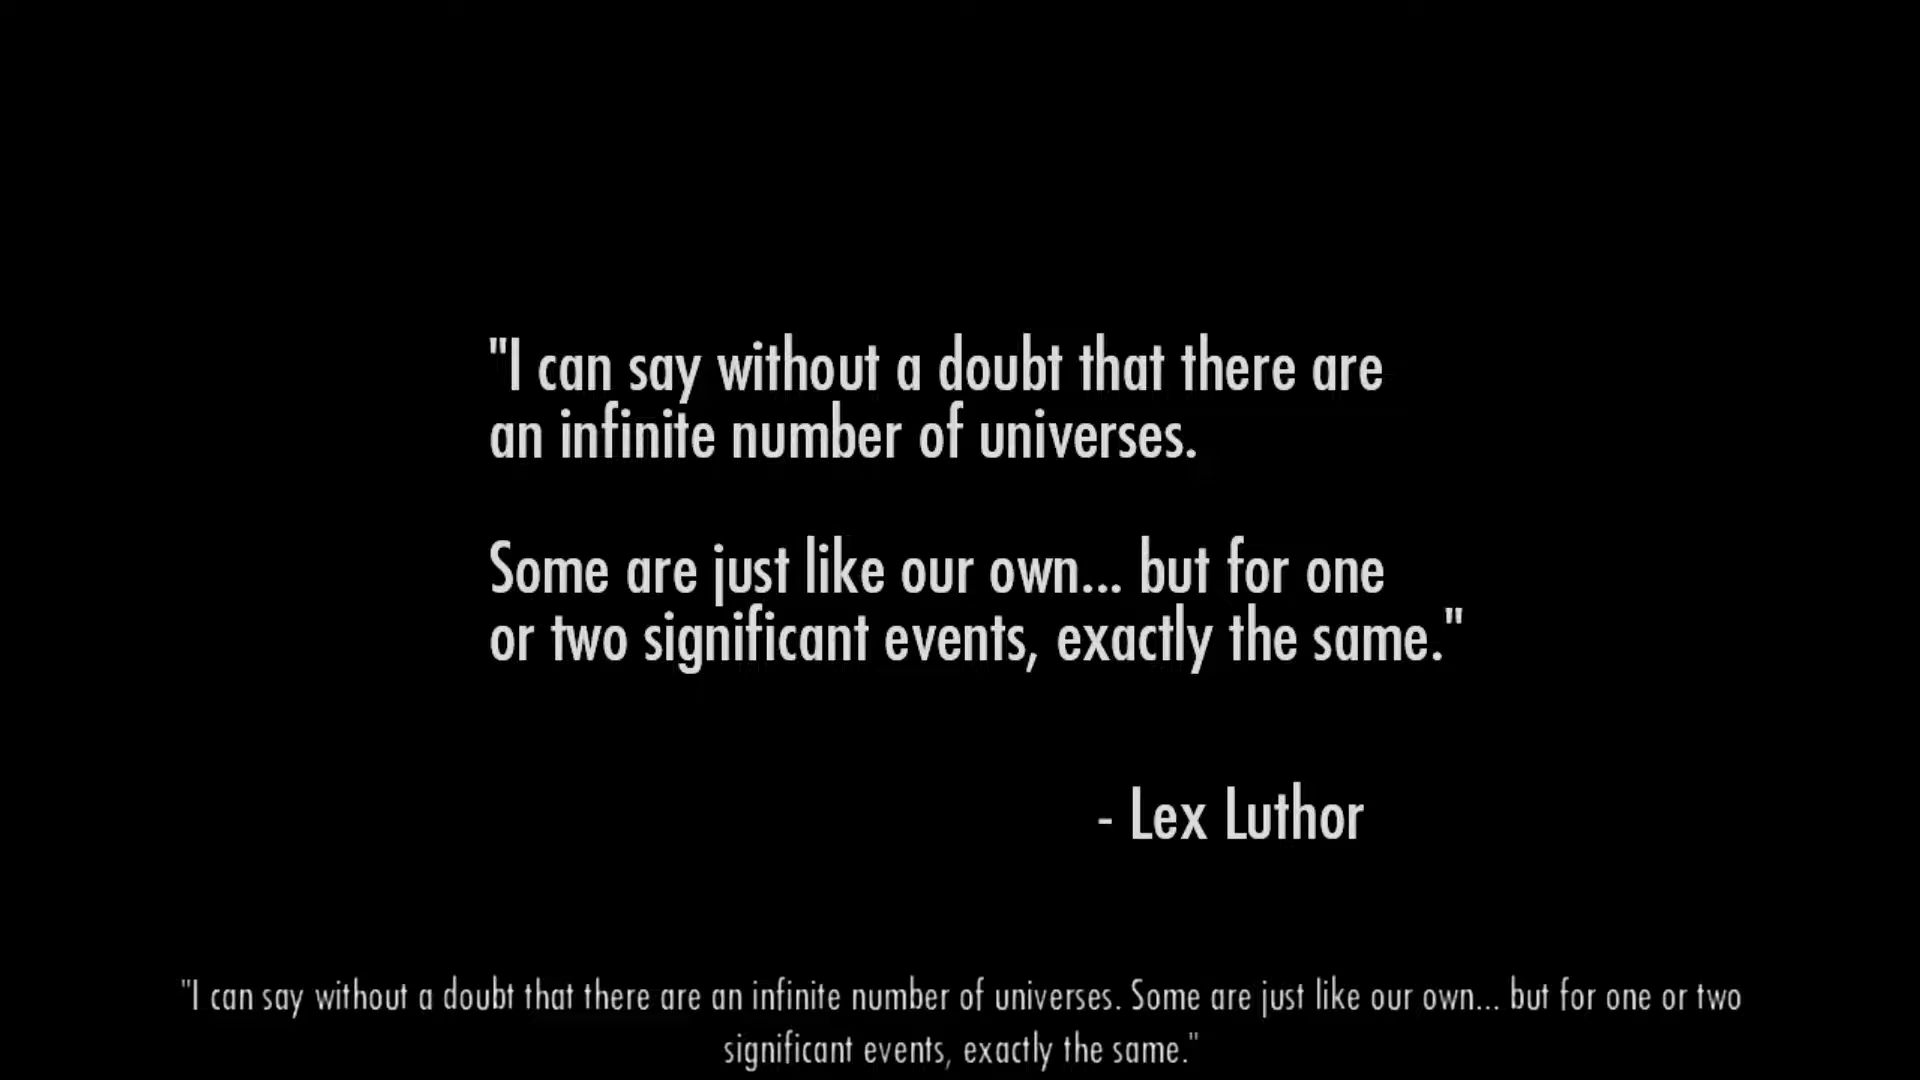 "I can say without a doubt that there are
an infinite number of universes.
Some are just like our own... but for one
or two significant events, exactly the same."
- Lex Luthor
"I can say without a doubt that there are an infinite number of universes. Some are just like our own... but for one or two
significant events, exactly the same."